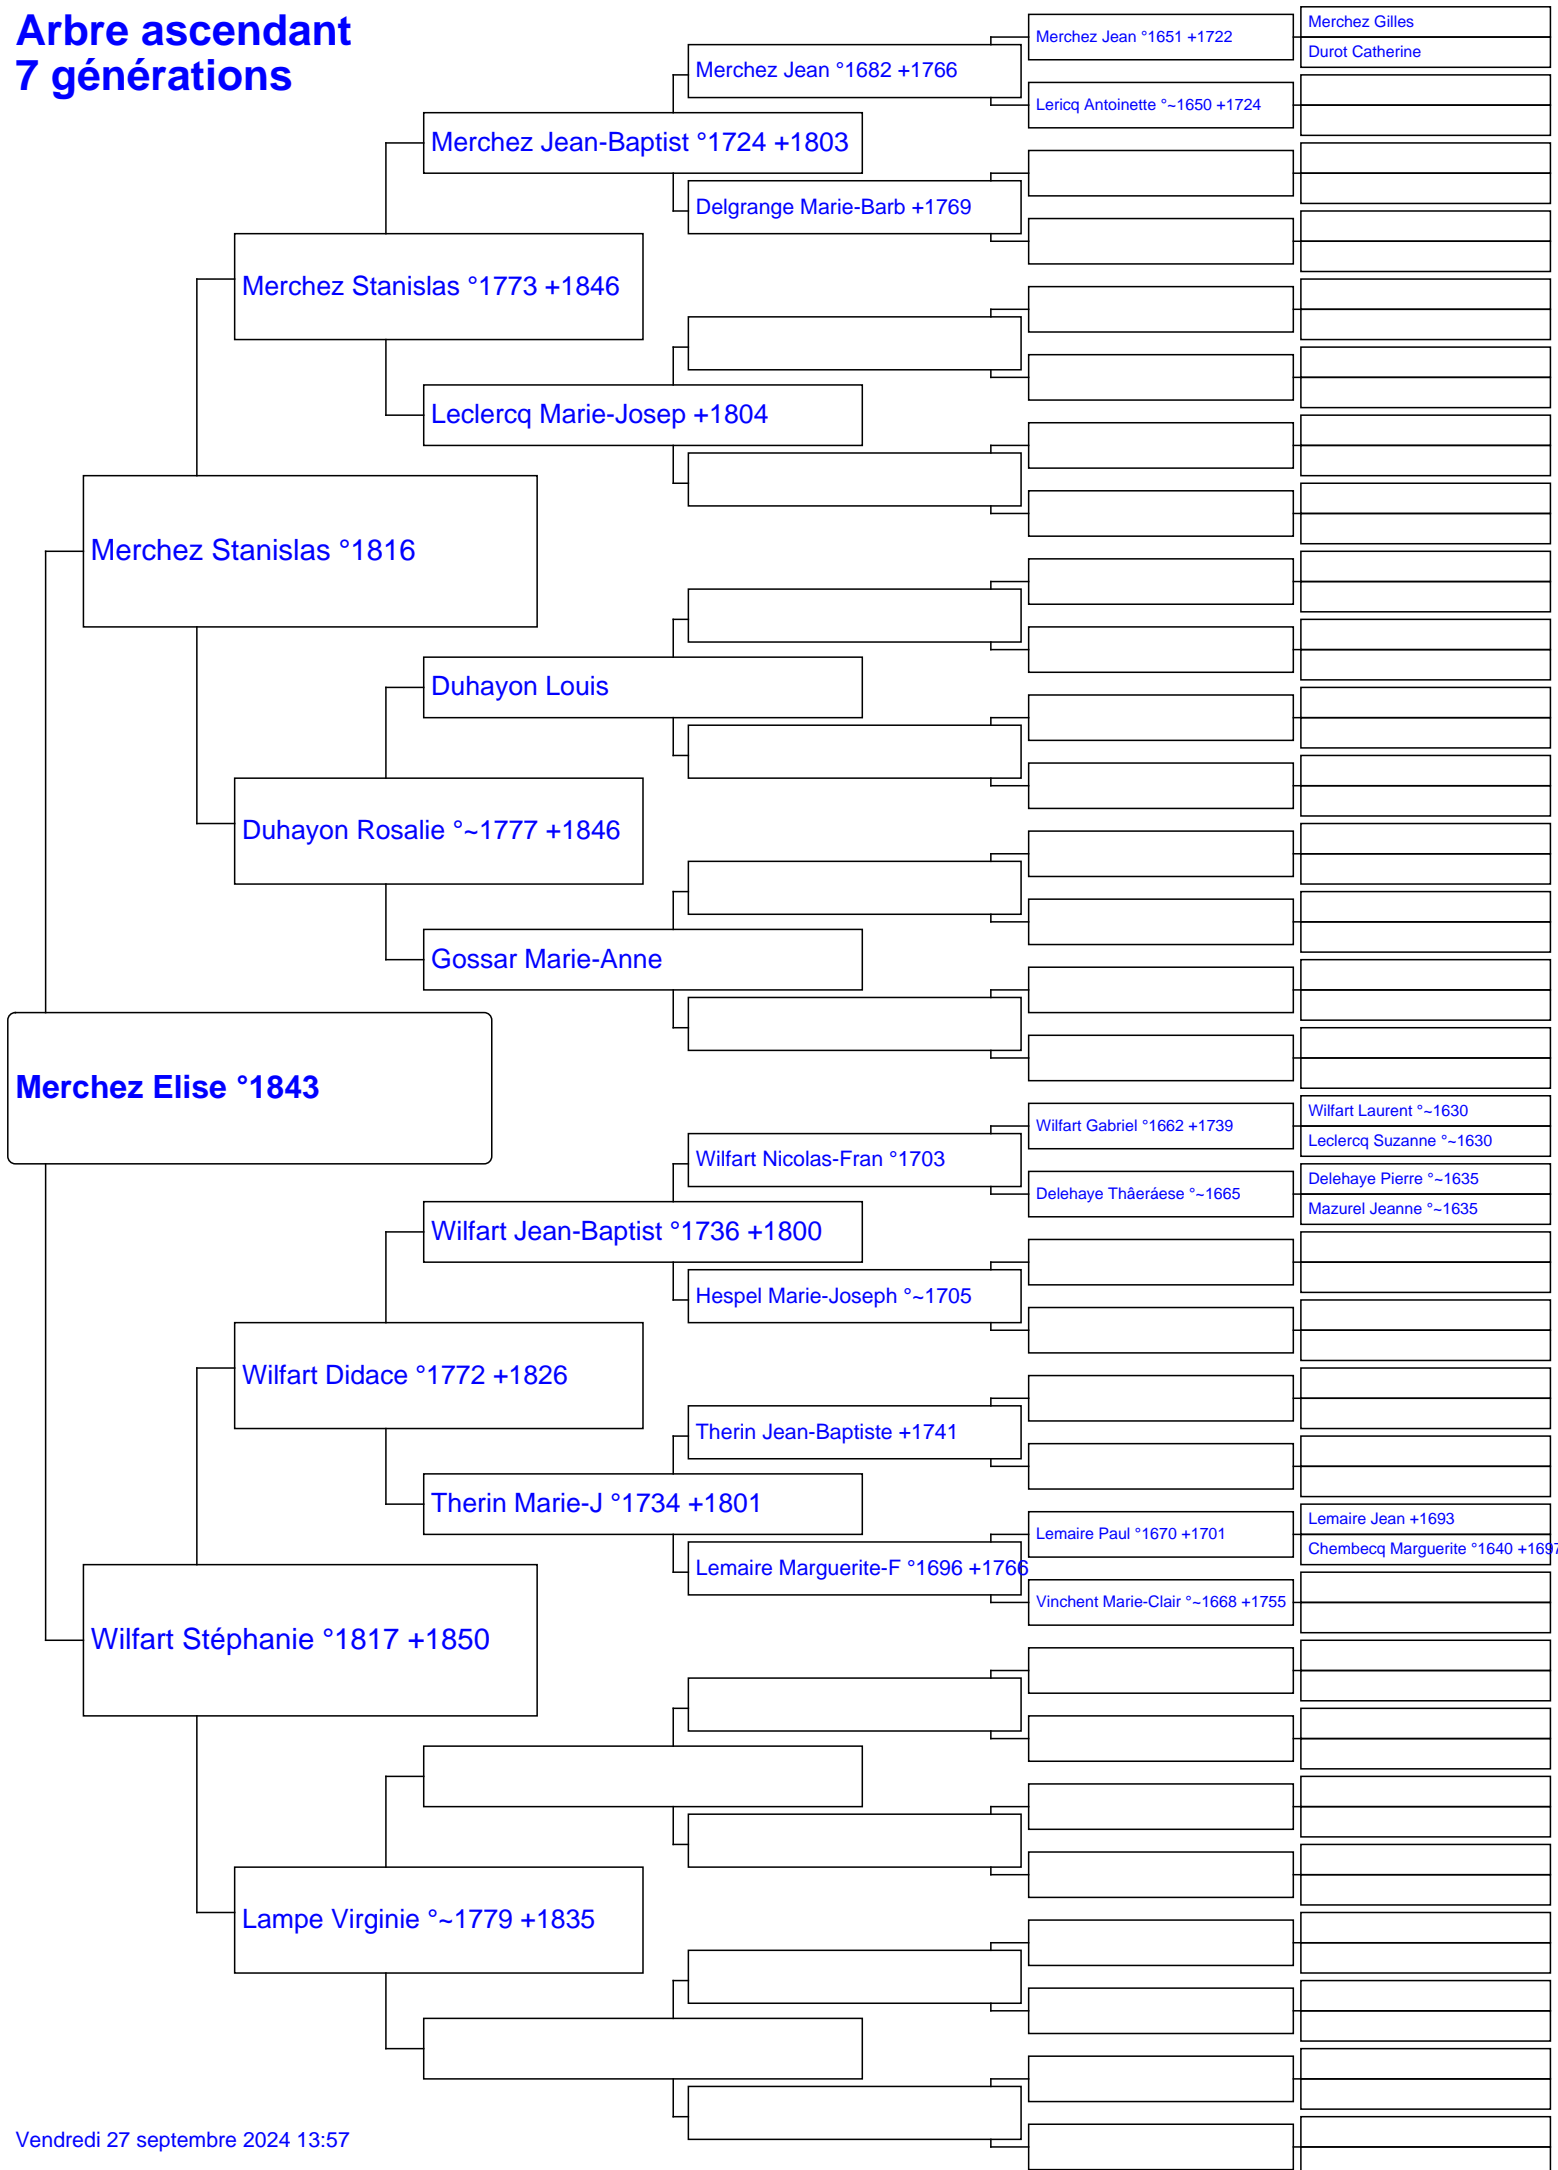 Arbre ascendant
7 générations
Merchez Gilles
Merchez Jean °1651 +1722
Durot Catherine
Merchez Jean °1682 +1766
Lericq Antoinette °~1650 +1724
Merchez Jean-Baptist °1724 +1803
Delgrange Marie-Barb +1769
Merchez Stanislas °1773 +1846
Leclercq Marie-Josep +1804
Merchez Stanislas °1816
Duhayon Louis
Duhayon Rosalie °~1777 +1846
Gossar Marie-Anne
Merchez Elise °1843
Wilfart Laurent °~1630
Wilfart Gabriel °1662 +1739
Leclercq Suzanne °~1630
Wilfart Nicolas-Fran °1703
Delehaye Pierre °~1635
Delehaye Thâeráese °~1665
Mazurel Jeanne °~1635
Wilfart Jean-Baptist °1736 +1800
Hespel Marie-Joseph °~1705
Wilfart Didace °1772 +1826
Therin Jean-Baptiste +1741
Therin Marie-J °1734 +1801
Lemaire Jean +1693
Lemaire Paul °1670 +1701
Chembecq Marguerite °1640 +1697
Lemaire Marguerite-F °1696 +1766
Vinchent Marie-Clair °~1668 +1755
Wilfart Stéphanie °1817 +1850
Lampe Virginie °~1779 +1835
Vendredi 27 septembre 2024 13:57